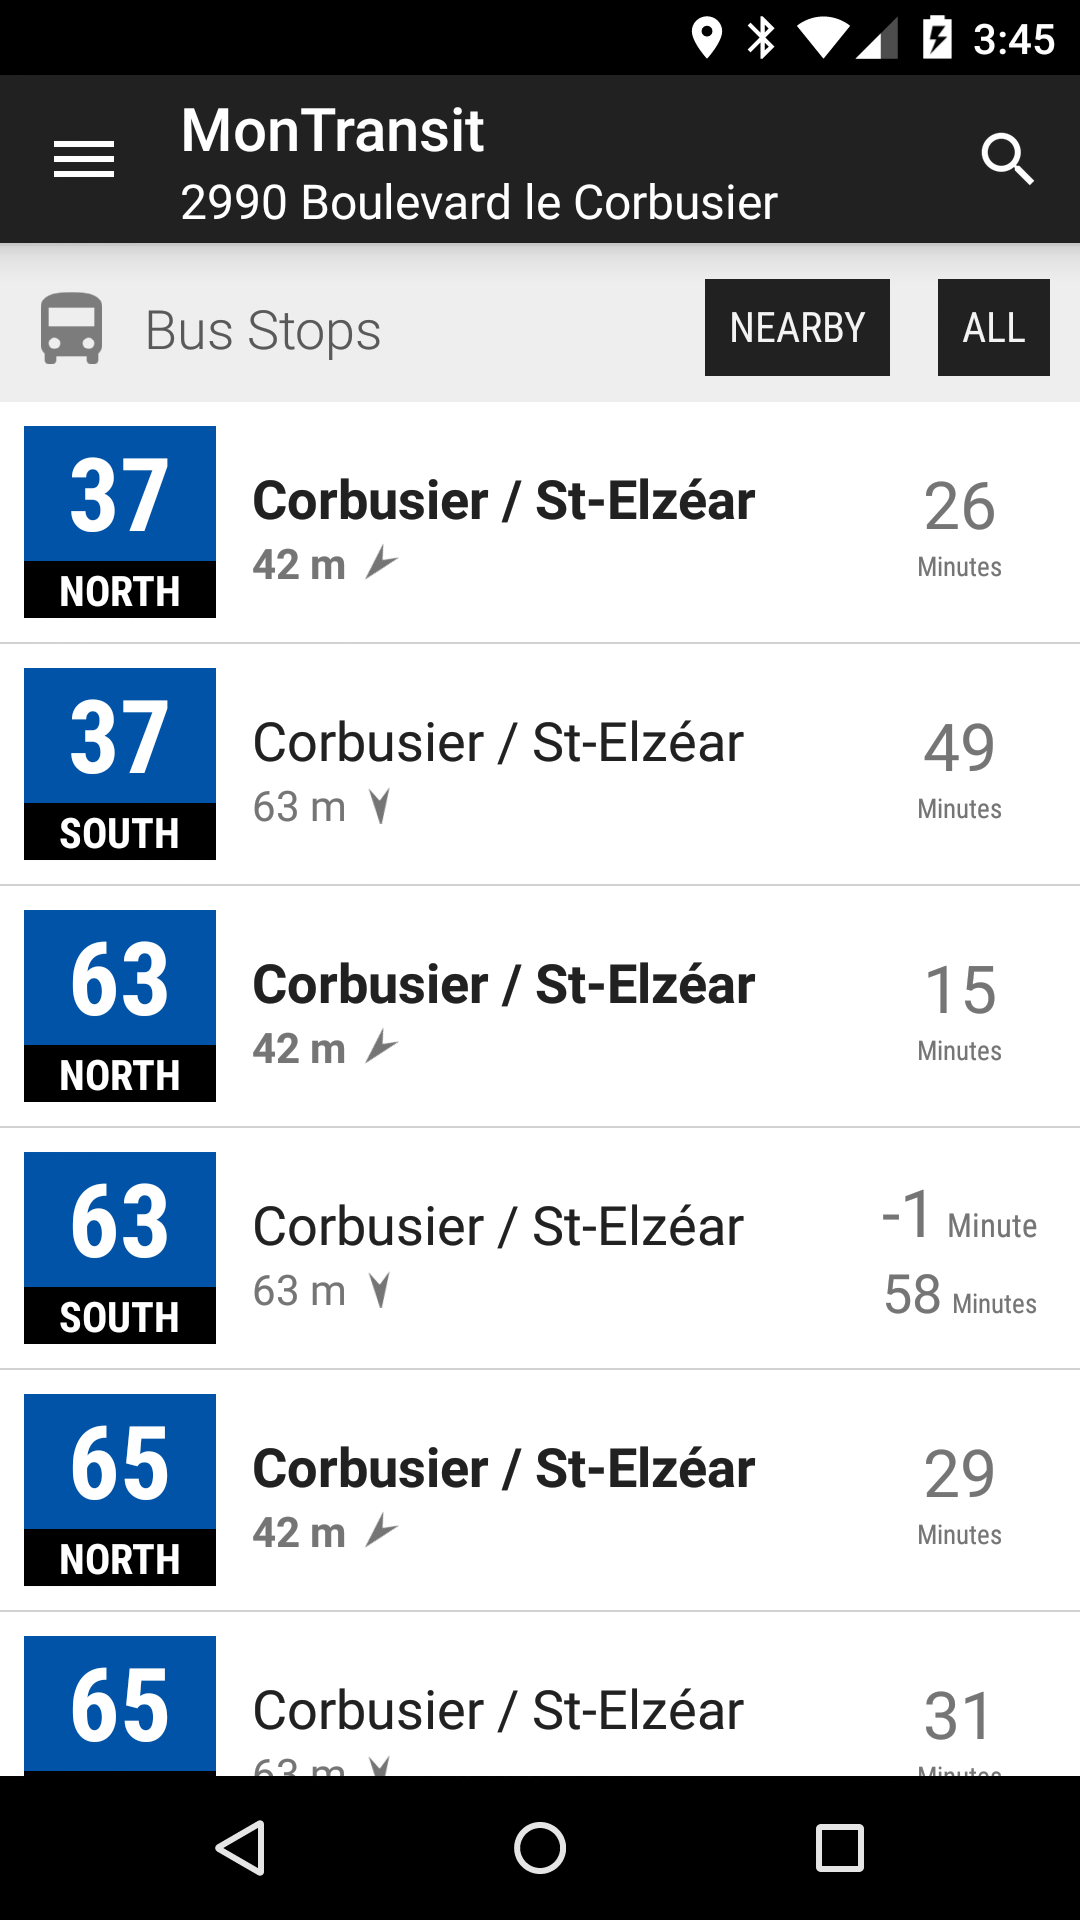 3:45
MonTransit
2990 Boulevard le Corbusier
Bus Stops NEARBY ALL
37 NORTH
Corbusier / St-Elzéar
42 m
26
Minutes
37 SOUTH
Corbusier / St-Elzéar
63 m
49
Minutes
63 NORTH
Corbusier / St-Elzéar
42 m
15
Minutes
63 SOUTH
Corbusier / St-Elzéar
63 m
-1 Minute
58 Minutes
65 NORTH
Corbusier / St-Elzéar
42 m
29
Minutes
65
Corbusier / St-Elzéar
63 m
31
Minutes